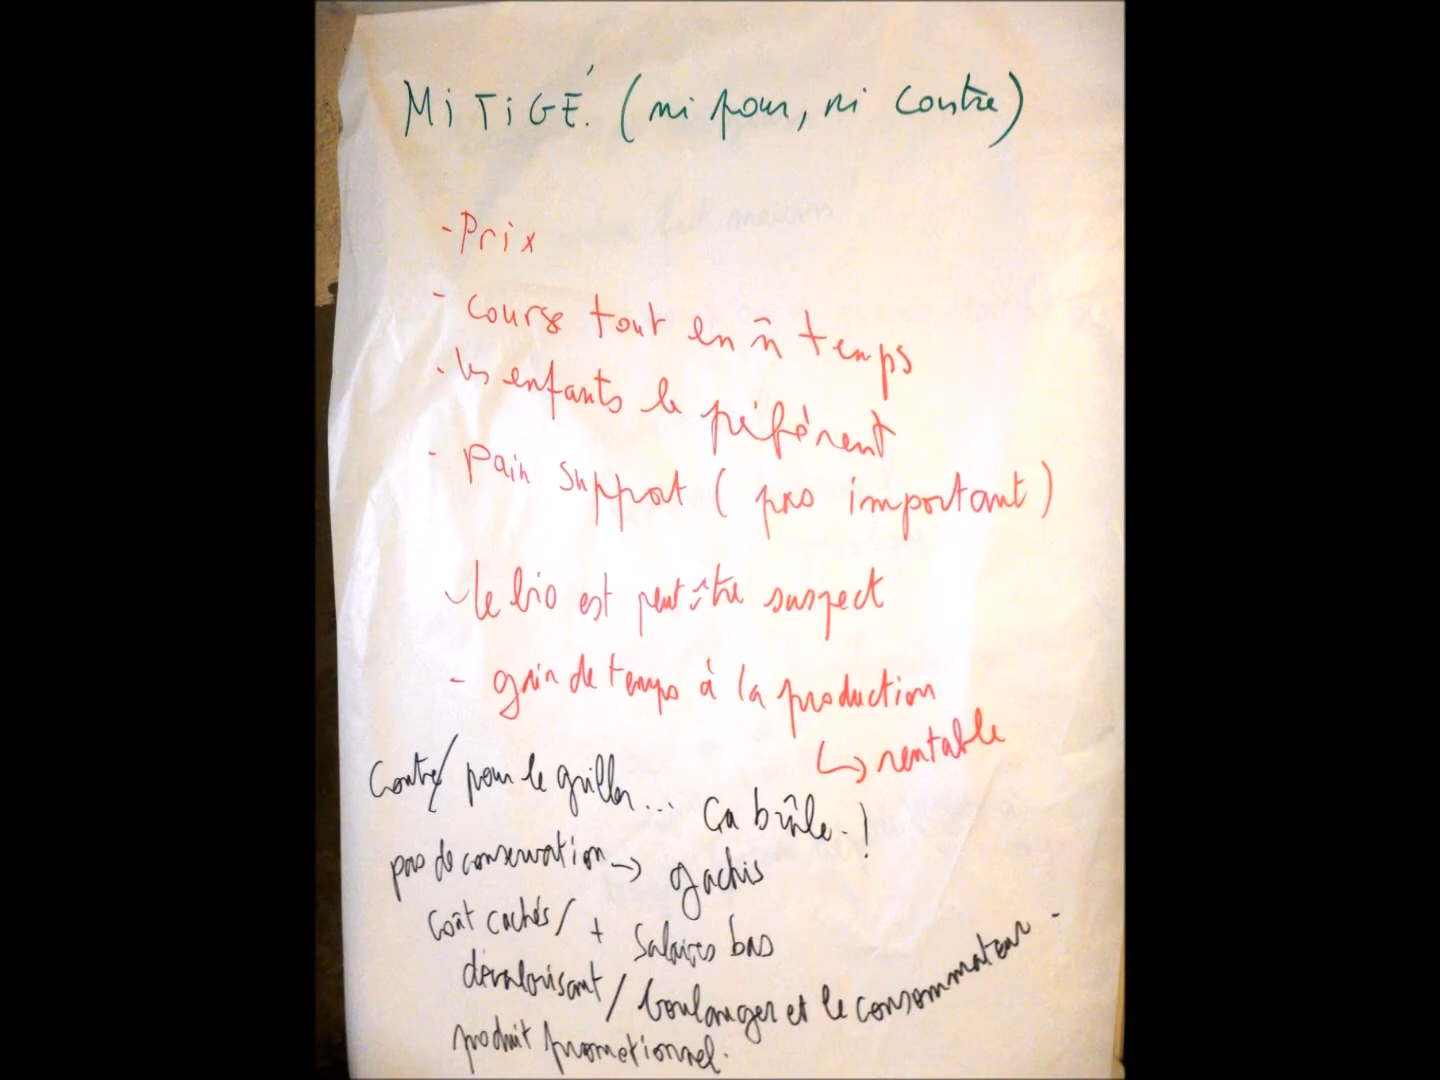 MiTiGÉ (ni pour, ni contre)
- Prix
- course tout en m̂ temps
- les enfants le préfèrent
- pain support (pas important)
- le bio est peut être suspect
- gain de temps à la production
↳ rentable
Contre/ pour le griller... Ca brûle.!
pas de conservation → gachis
Coût cachés / + Salaires bas
dévalorisant / boulanger et le consommateur.
produit promotionnel.